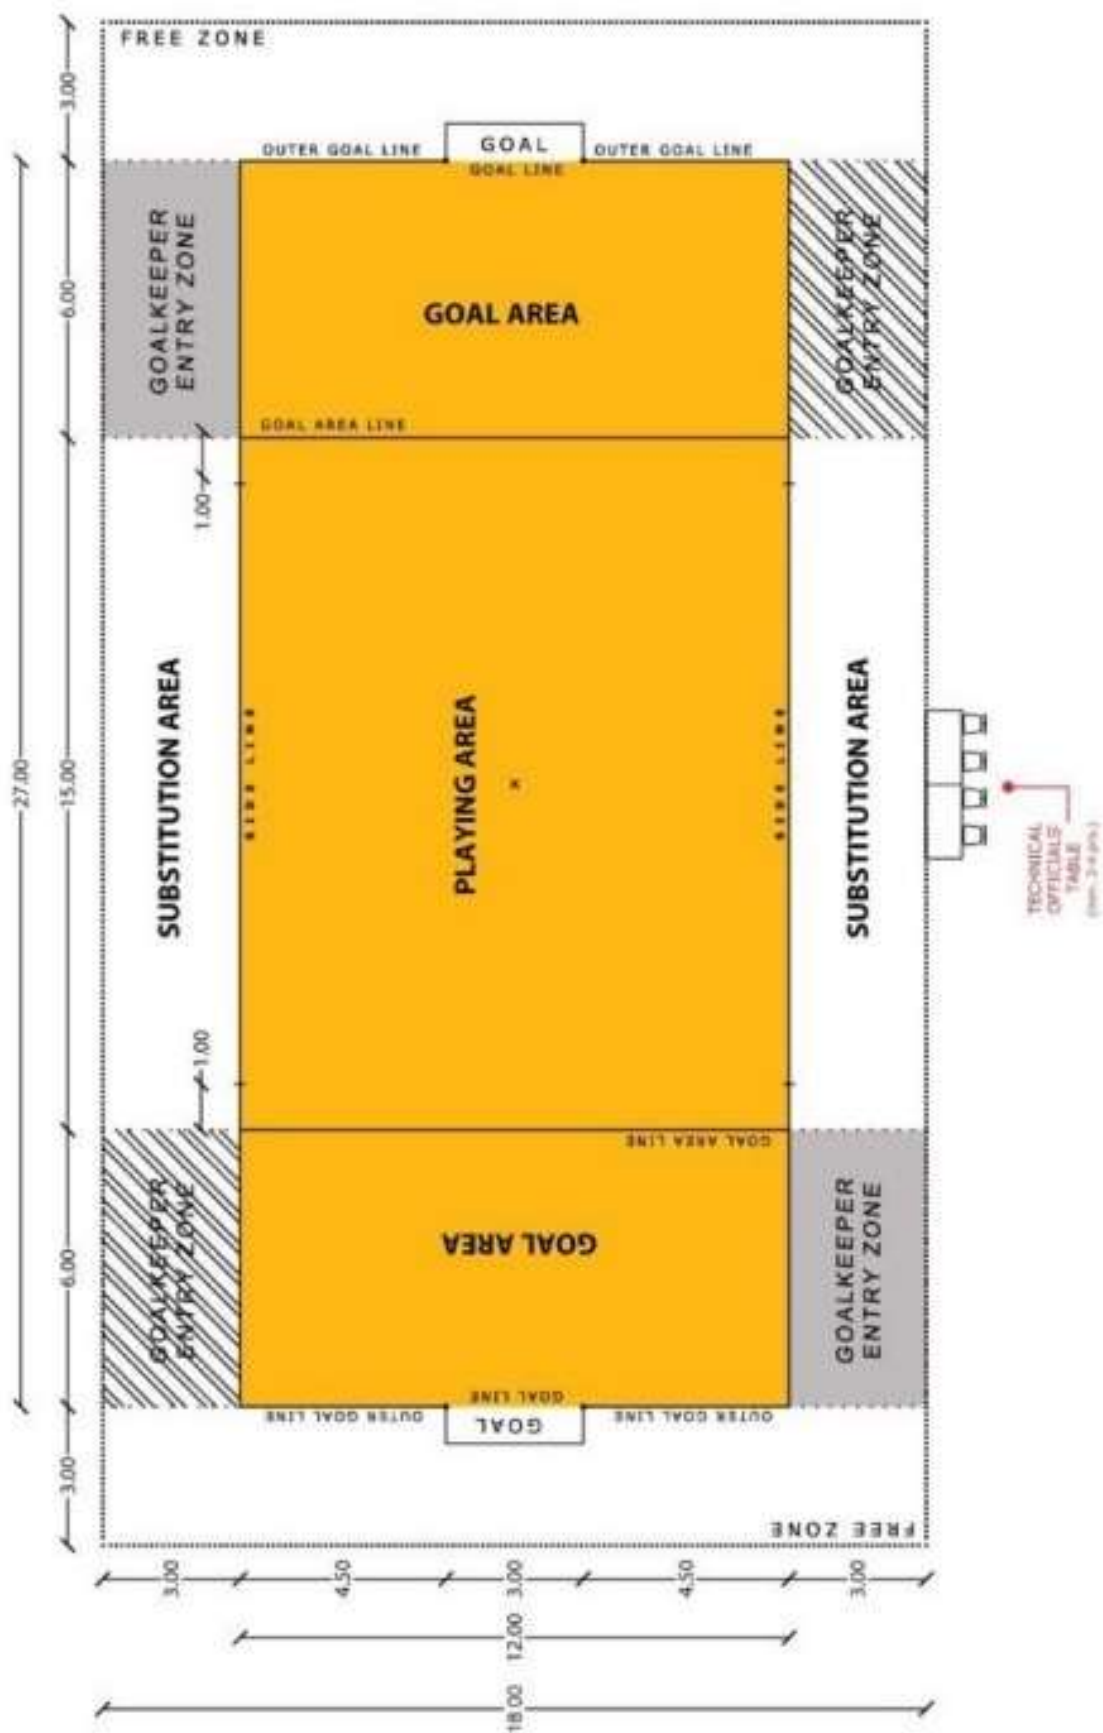 FREE ZONE
3.00
GOAL
OUTER GOAL LINE
OUTER GOAL LINE
GOAL LINE
GOALKEEPER
ENTRY ZONE
GOALKEEPER
ENTRY ZONE
6.00
GOAL AREA
GOAL AREA LINE
1.00
27.00
15.00
SUBSTITUTION AREA
SIDE LINE
PLAYING AREA
SIDE LINE
SUBSTITUTION AREA
TECHNICAL
OFFICIALS
TABLE
1.00
GOAL AREA LINE
GOALKEEPER
ENTRY ZONE
6.00
GOAL AREA
GOALKEEPER
ENTRY ZONE
GOAL LINE
OUTER GOAL LINE
GOAL
OUTER GOAL LINE
3.00
FREE ZONE
3.00
4.50
3.00
4.50
3.00
12.00
18.00